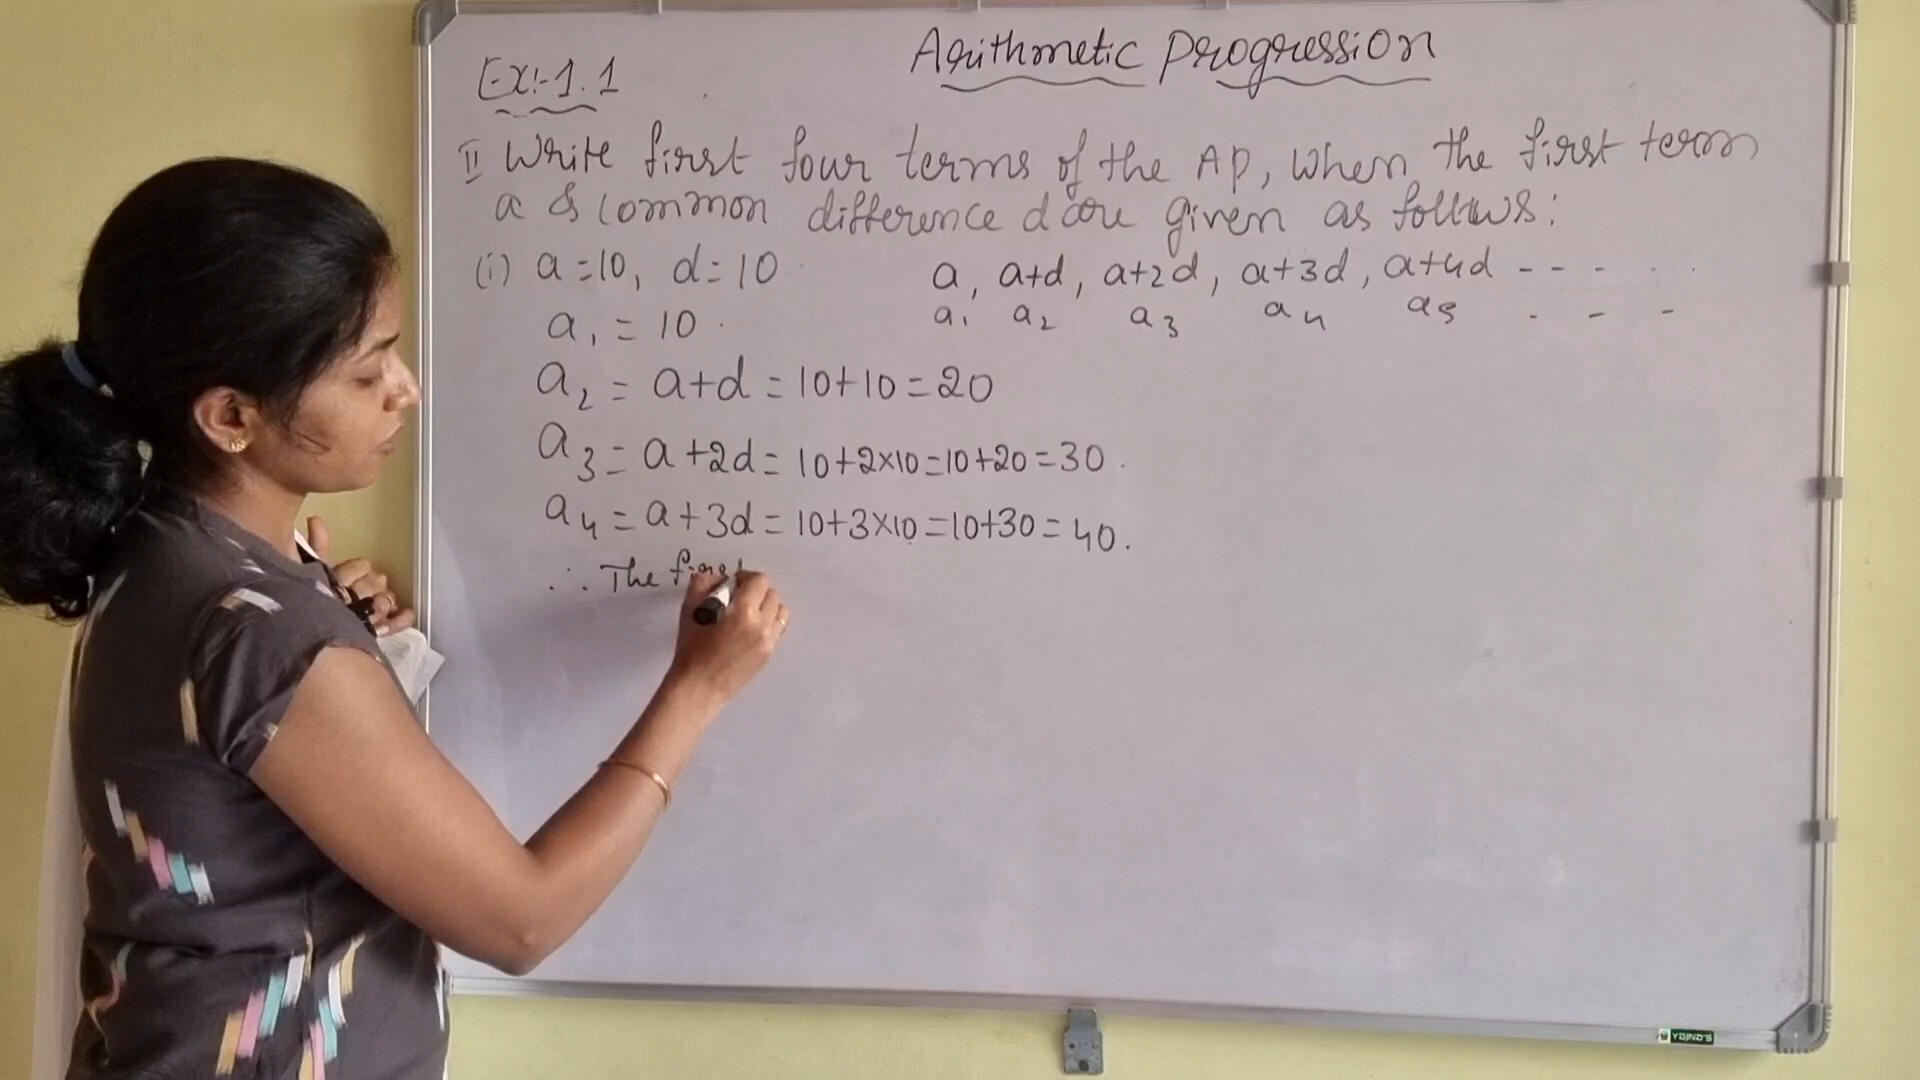 Arithmetic Progression
Ex:-1.1
II Write first four terms of the AP, when the first term
a & common difference d are given as follows:
(i) a=10, d=10
a, a+d, a+2d, a+3d, a+4d - - - . .
a1 a2 a3 a4 a5 . - -
a1 = 10.
a2 = a+d = 10+10 = 20
a3 = a+2d = 10+2×10 = 10+20 = 30.
a4 = a+3d = 10+3×10 = 10+30 = 40.
∴ The first
YAJNO'S